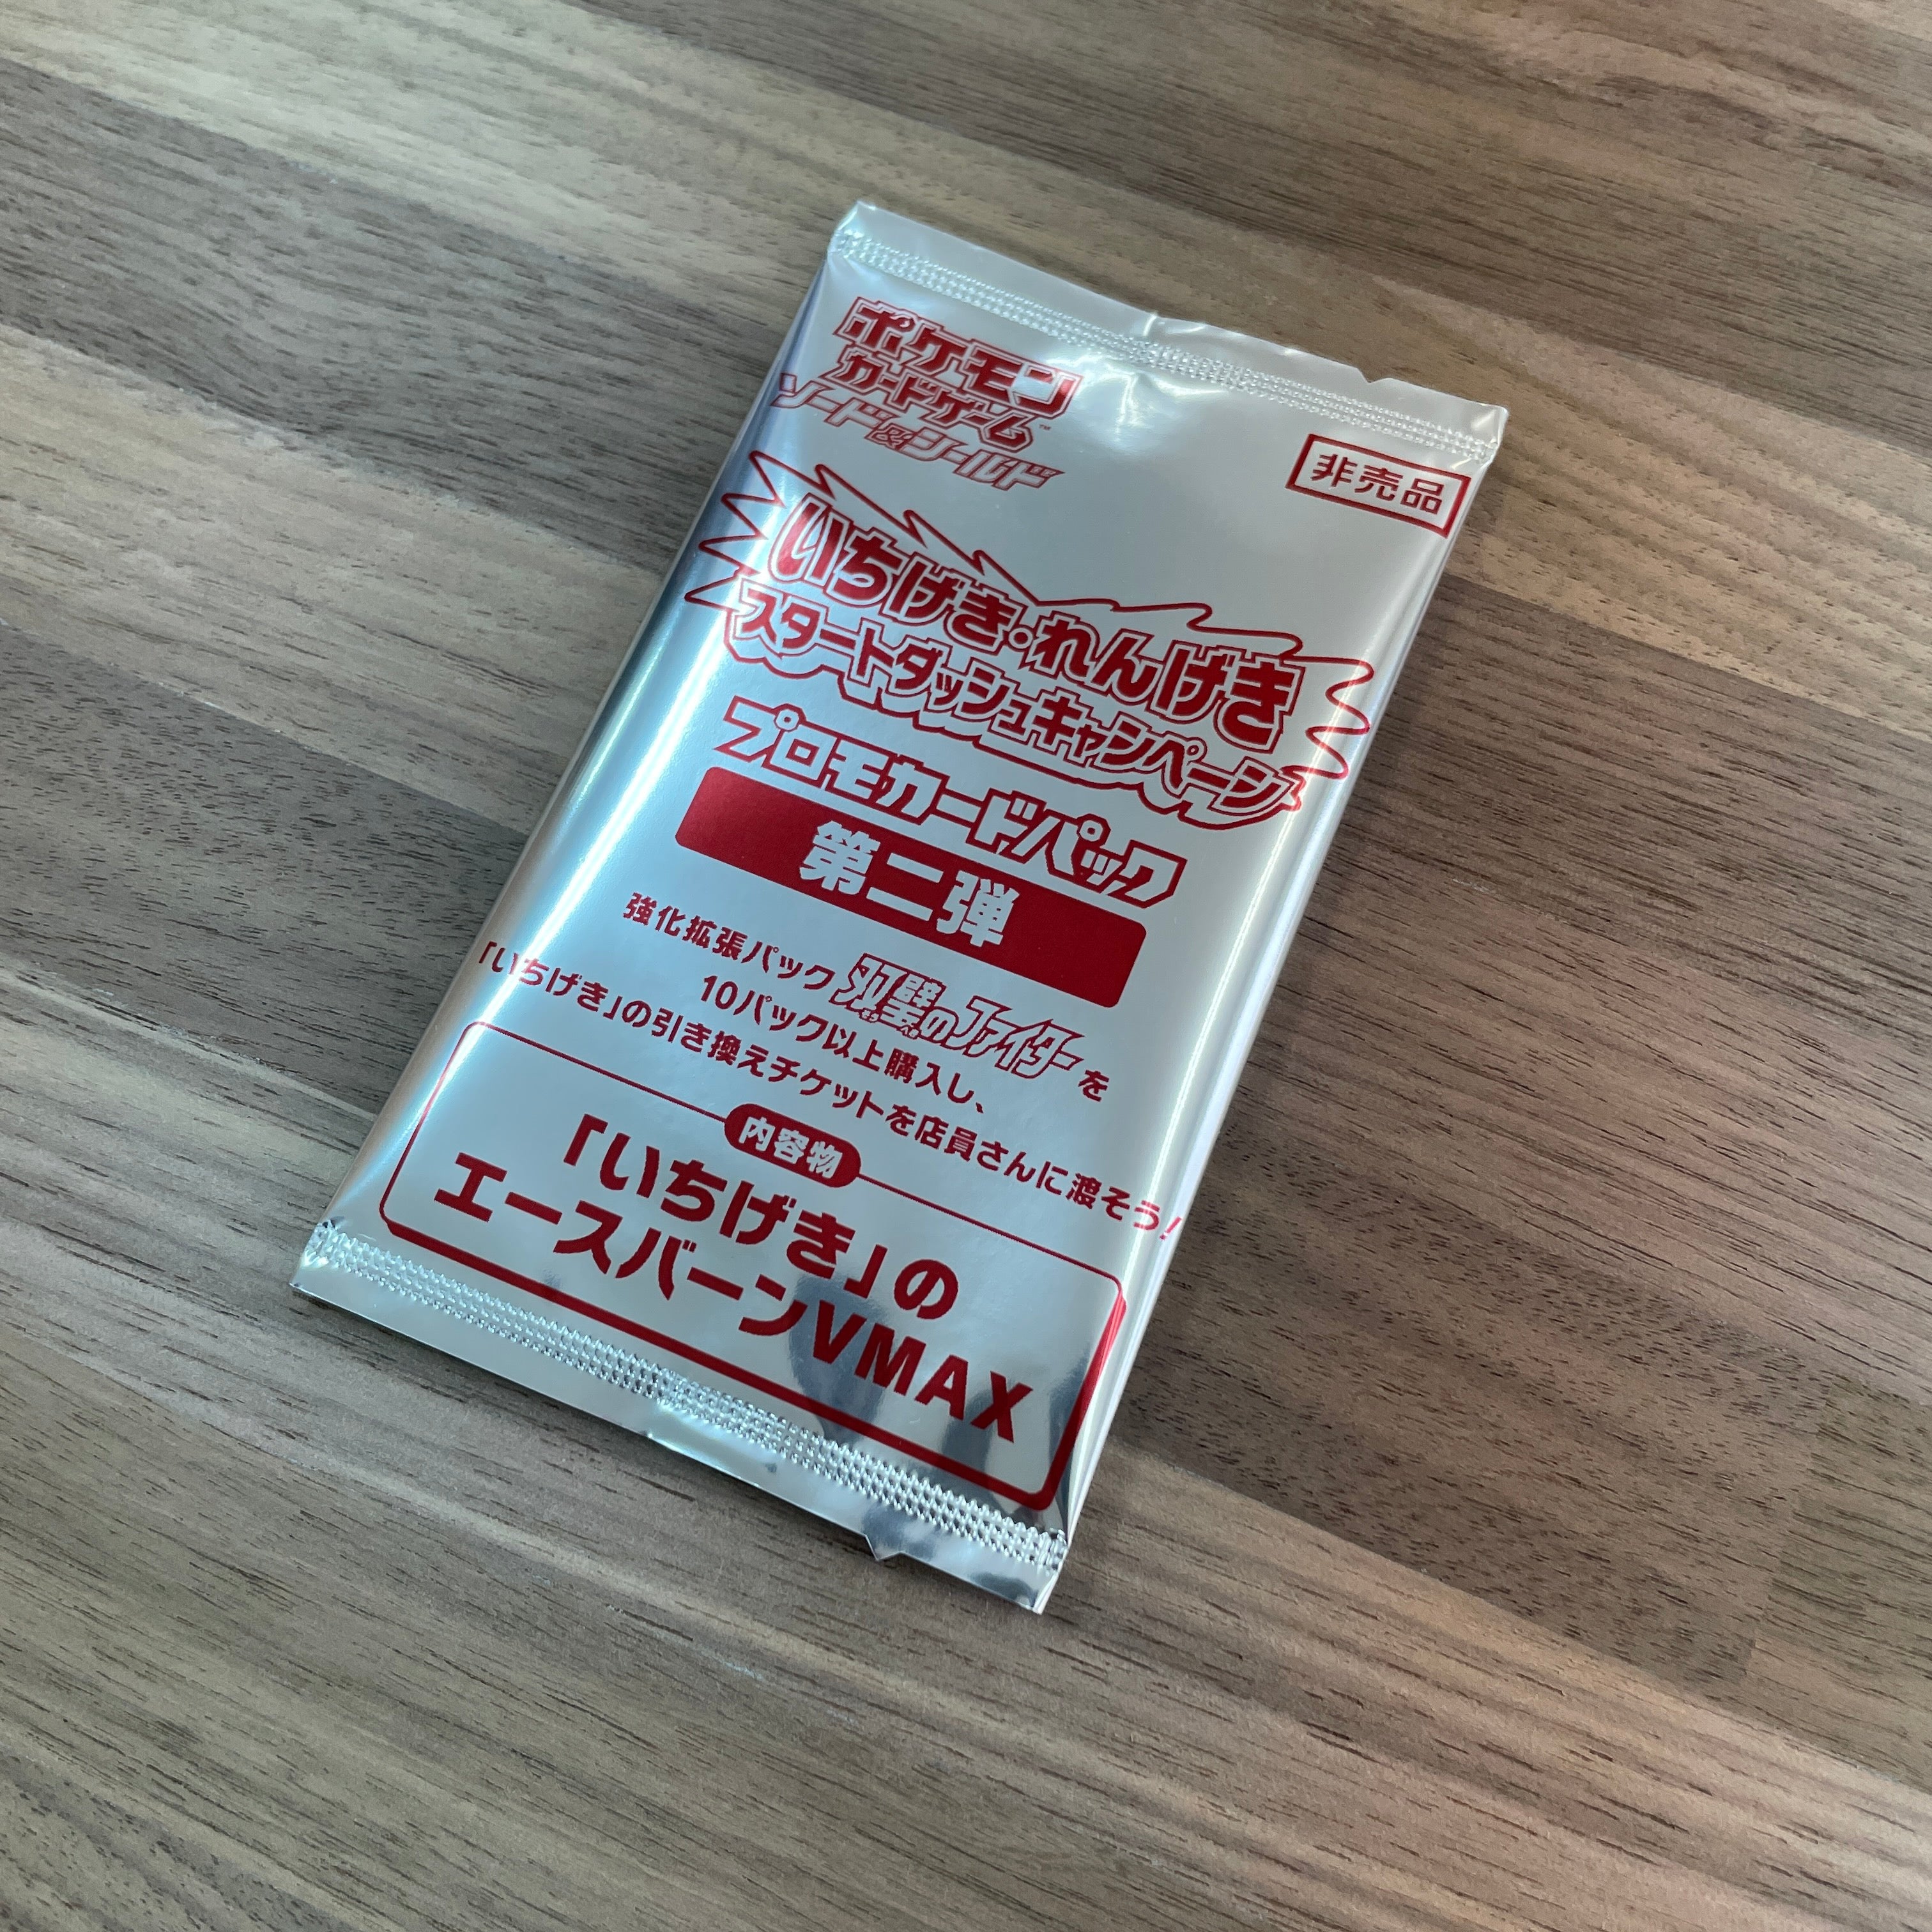 ポケモン
カードゲーム™
ソード&シールド
非売品
いちげき・れんげき
スタートダッシュキャンペーン
プロモカードパック
第二弾
強化拡張パック 双璧のファイターを
そう へき
10パック以上購入し、
「いちげき」の引き換えチケットを店員さんに渡そう!
内容物
「いちげき」の
エースバーンVMAX